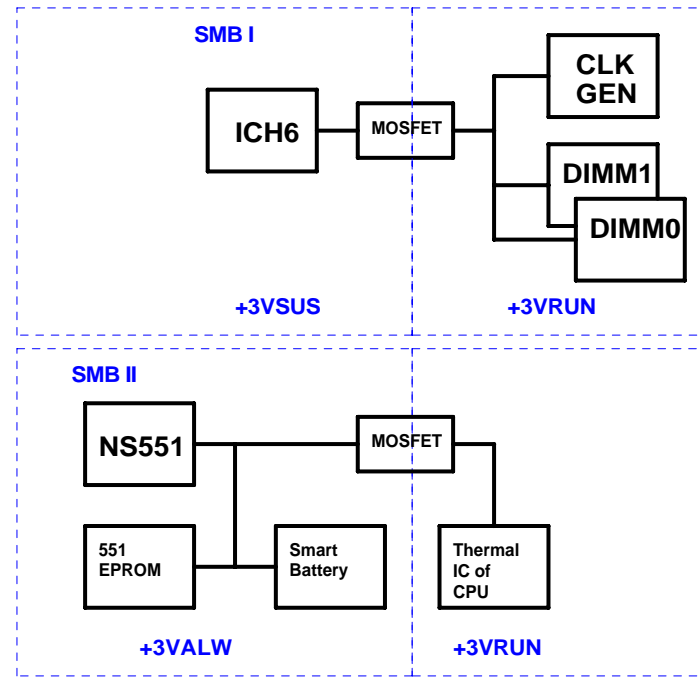 SMB I
CLK
GEN
ICH6
MOSFET
DIMM1
DIMM0
+3VSUS
+3VRUN
SMB II
NS551
MOSFET
551
EPROM
Smart
Battery
Thermal
IC of
CPU
+3VALW
+3VRUN